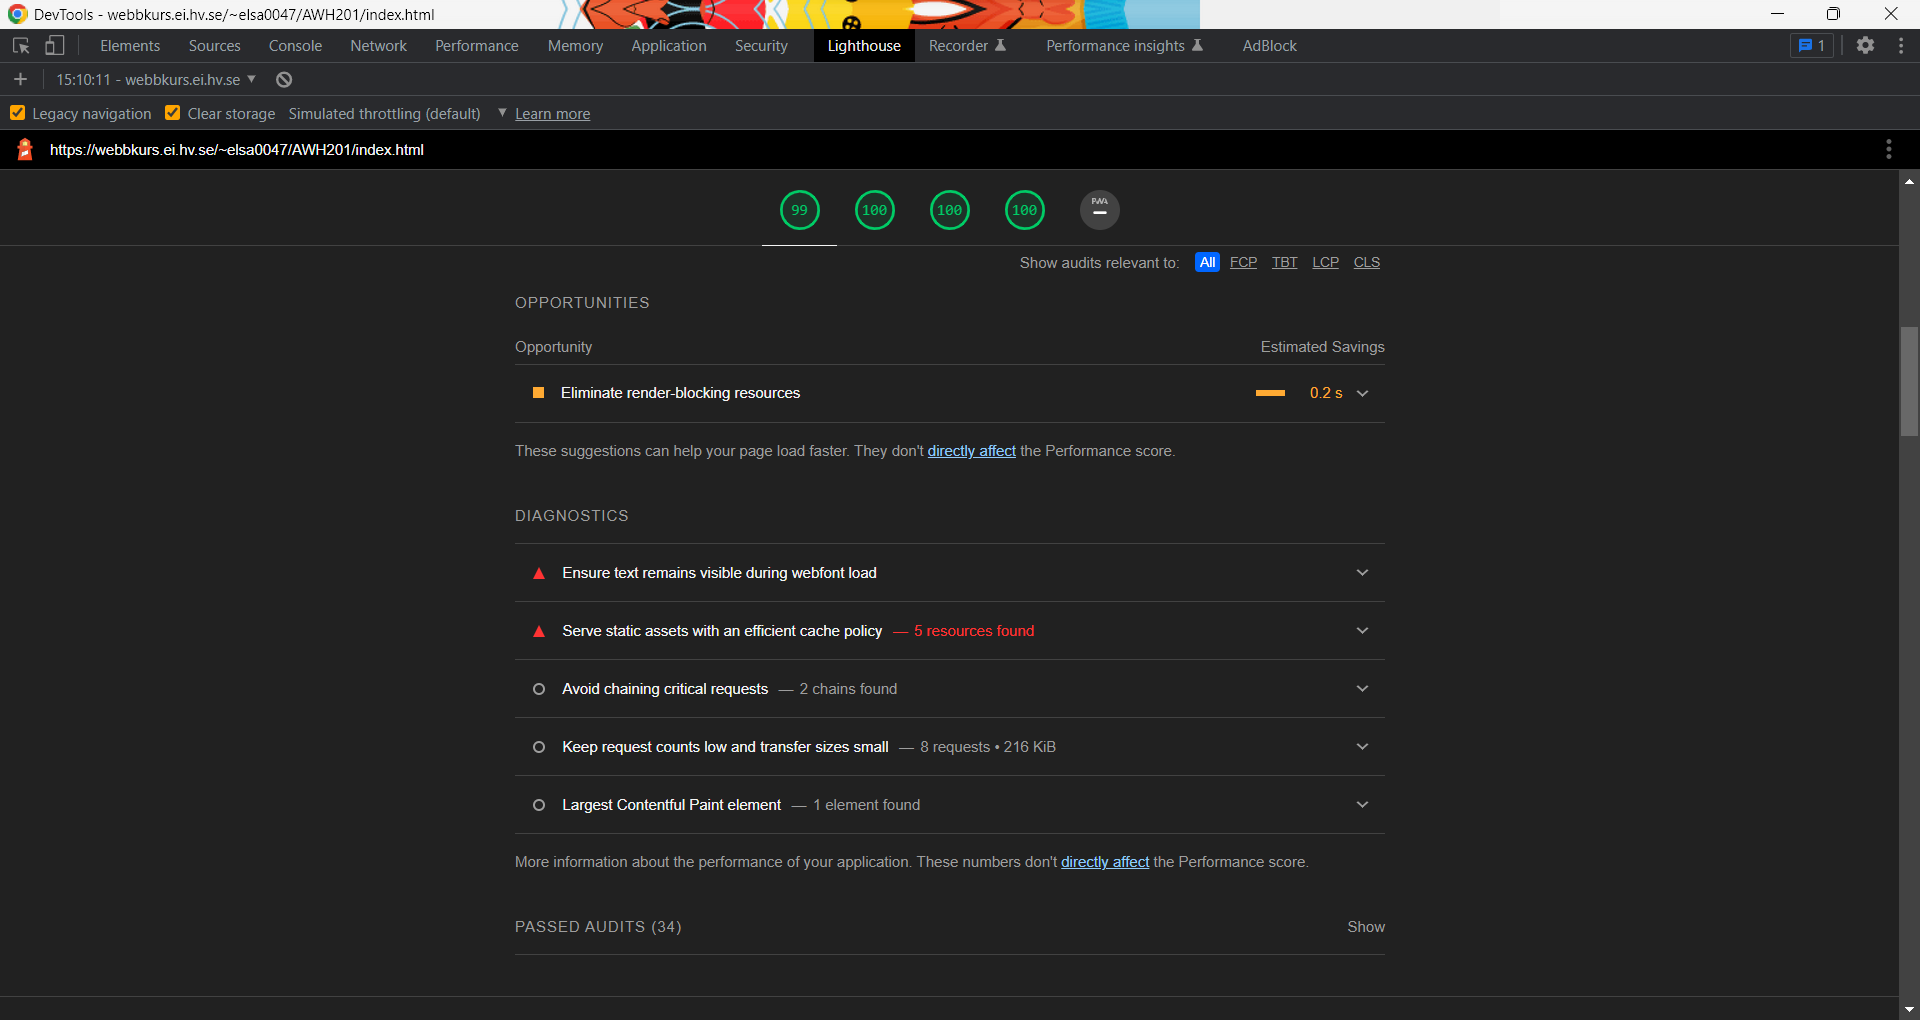 DevTools - webbkurs.ei.hv.se/~elsa0047/AWH201/index.html
Elements Sources Console Network Performance Memory Application Security Lighthouse Recorder Performance insights AdBlock 1
15:10:11 - webbkurs.ei.hv.se
Legacy navigation Clear storage Simulated throttling (default) Learn more
https://webbkurs.ei.hv.se/~elsa0047/AWH201/index.html
99 100 100 100 PWA
Show audits relevant to: All FCP TBT LCP CLS
OPPORTUNITIES
Opportunity Estimated Savings
Eliminate render-blocking resources 0.2 s
These suggestions can help your page load faster. They don't directly affect the Performance score.
DIAGNOSTICS
Ensure text remains visible during webfont load
Serve static assets with an efficient cache policy — 5 resources found
Avoid chaining critical requests — 2 chains found
Keep request counts low and transfer sizes small — 8 requests • 216 KiB
Largest Contentful Paint element — 1 element found
More information about the performance of your application. These numbers don't directly affect the Performance score.
PASSED AUDITS (34) Show